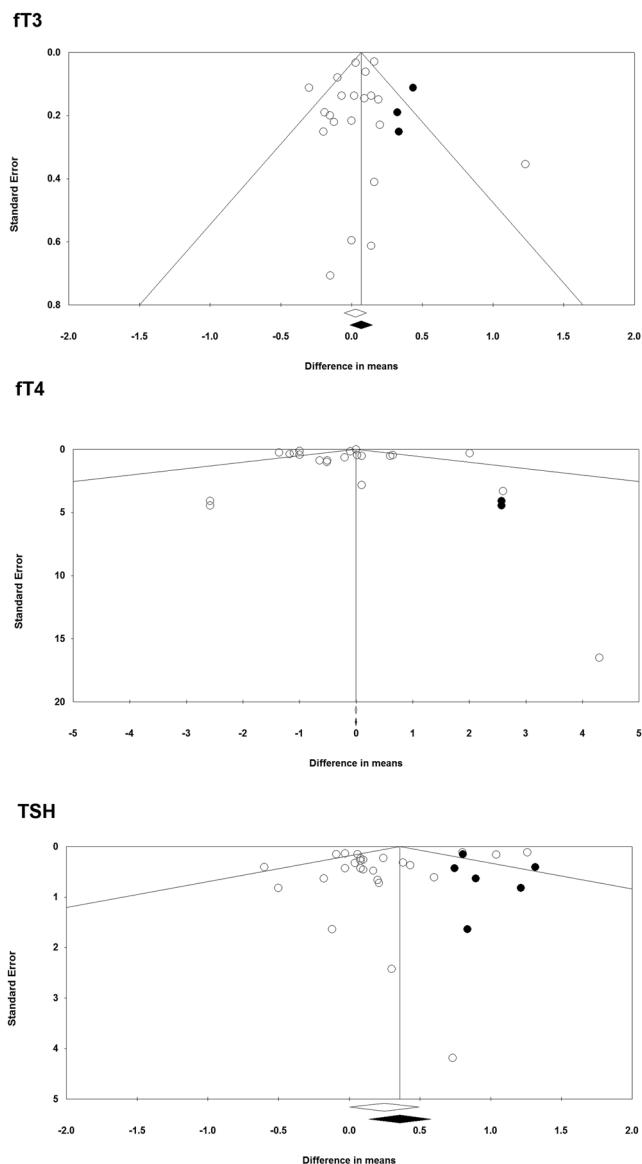 fT3
0.0
0.2
0.4
0.6
0.8
Standard Error
-2.0 -1.5 -1.0 -0.5 0.0 0.5 1.0 1.5 2.0
Difference in means
fT4
0
5
10
15
20
Standard Error
-5 -4 -3 -2 -1 0 1 2 3 4 5
Difference in means
TSH
0
1
2
3
4
5
Standard Error
-2.0 -1.5 -1.0 -0.5 0.0 0.5 1.0 1.5 2.0
Difference in means